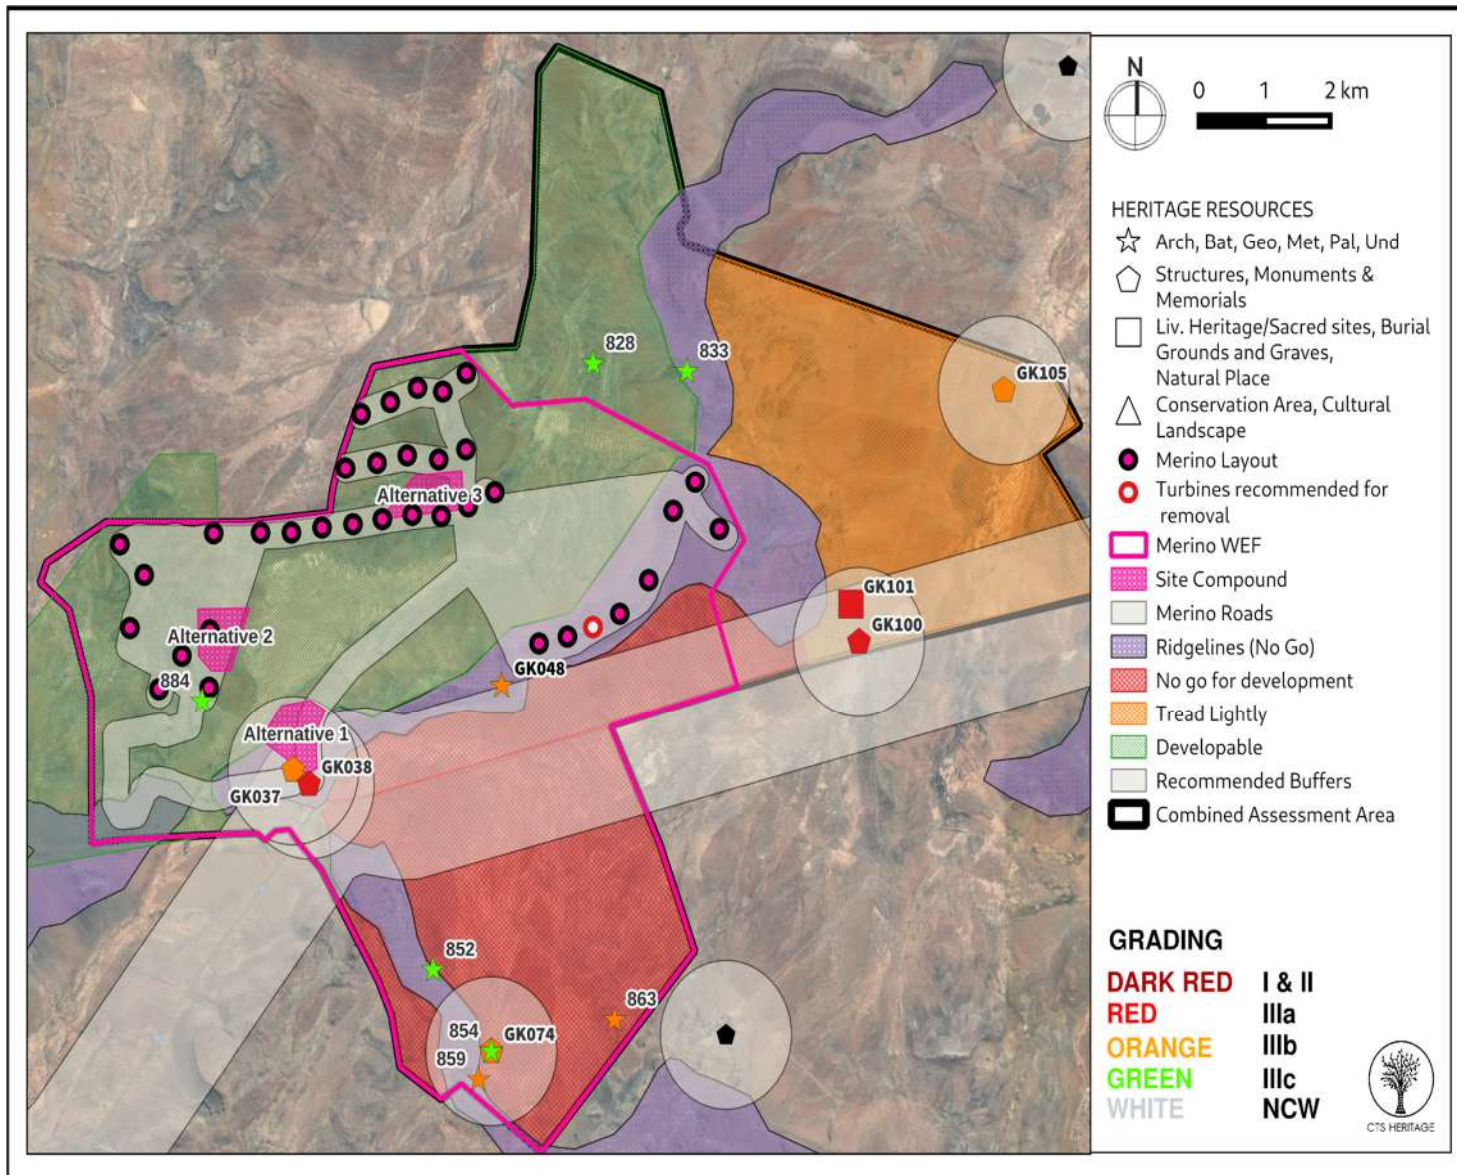 N
0 1 2 km
HERITAGE RESOURCES
Arch, Bat, Geo, Met, Pal, Und
Structures, Monuments &
Memorials
Liv. Heritage/Sacred sites, Burial
Grounds and Graves,
Natural Place
Conservation Area, Cultural
Landscape
Merino Layout
Turbines recommended for
removal
Merino WEF
Site Compound
Merino Roads
Ridgelines (No Go)
No go for development
Tread Lightly
Developable
Recommended Buffers
Combined Assessment Area
GRADING
DARK RED I & II
RED IIIa
ORANGE IIIb
GREEN IIIc
WHITE NCW
CTS HERITAGE
828
833
GK105
Alternative 3
GK101
GK100
Alternative 2
884
GK048
Alternative 1
GK038
GK037
852
863
854
GK074
859